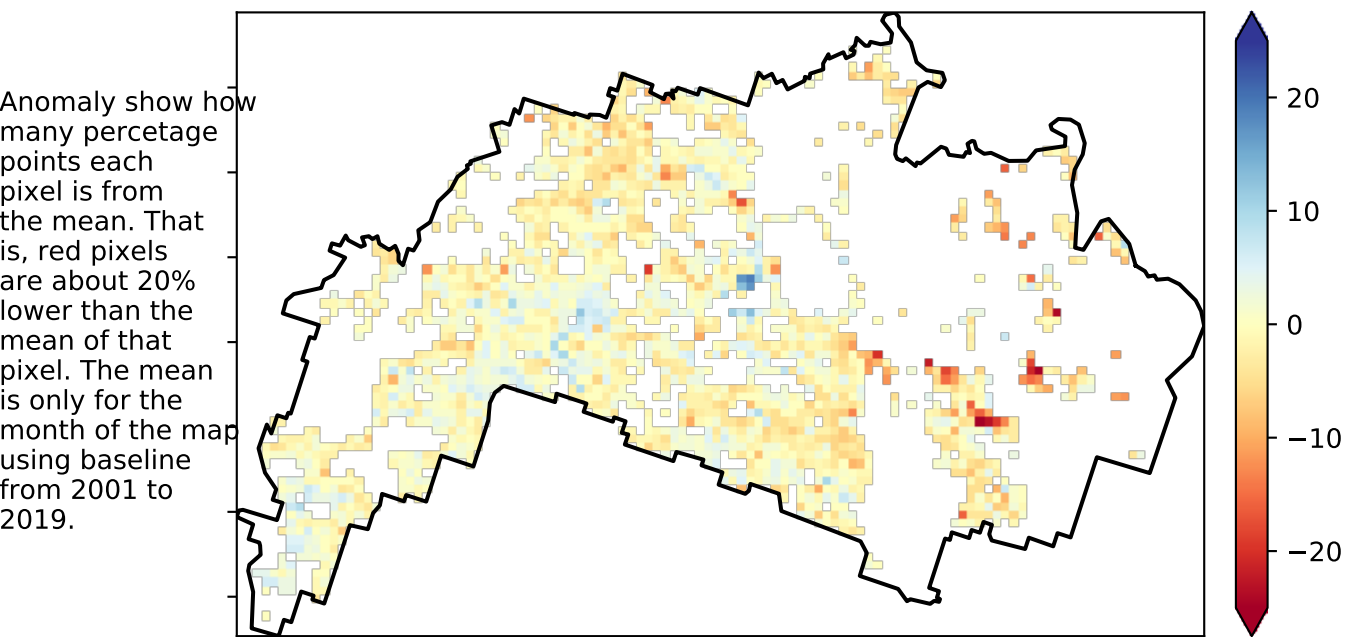 Anomaly show how
many percetage
points each
pixel is from
the mean. That
is, red pixels
are about 20%
lower than the
mean of that
pixel. The mean
is only for the
month of the map
using baseline
from 2001 to
2019.
20
10
0
−10
−20